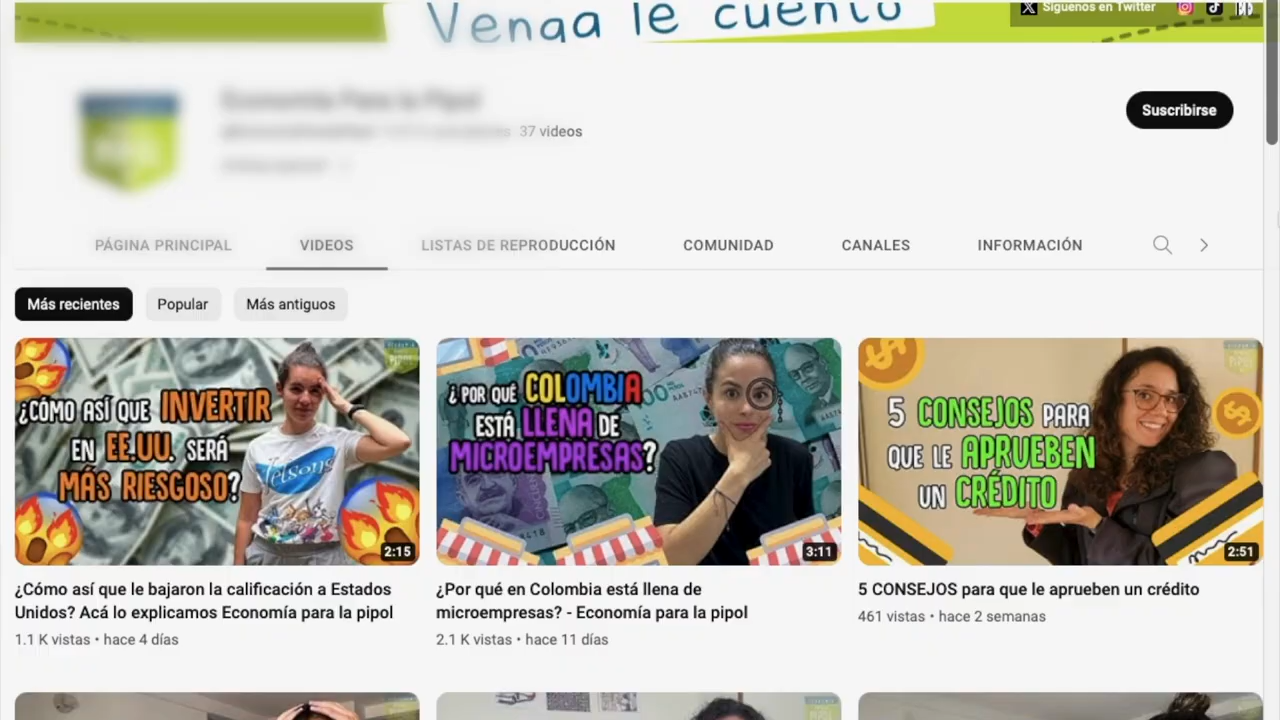 Venga le cuento
Síguenos en Twitter
Economía Para la Pipol
37 videos
Suscribirse
PÁGINA PRINCIPAL
VIDEOS
LISTAS DE REPRODUCCIÓN
COMUNIDAD
CANALES
INFORMACIÓN
Más recientes
Popular
Más antiguos
¿CÓMO ASÍ QUE INVERTIR
EN EE.UU. SERÁ
MÁS RIESGOSO?
2:15
¿POR QUÉ COLOMBIA
ESTÁ LLENA DE
MICROEMPRESAS?
3:11
5 CONSEJOS PARA
QUE LE APRUEBEN
UN CRÉDITO
2:51
¿Cómo así que le bajaron la calificación a Estados
Unidos? Acá lo explicamos Economía para la pipol
1.1 K vistas • hace 4 días
¿Por qué en Colombia está llena de
microempresas? - Economía para la pipol
2.1 K vistas • hace 11 días
5 CONSEJOS para que le aprueben un crédito
461 vistas • hace 2 semanas